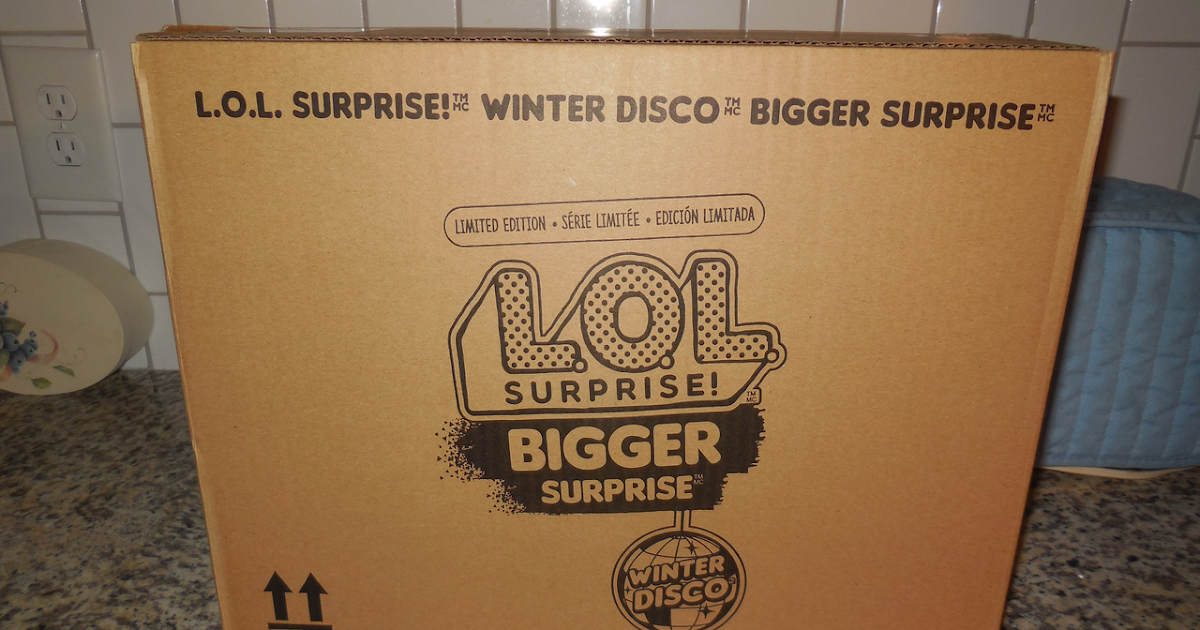 L.O.L. SURPRISE!™MC WINTER DISCO™MC BIGGER SURPRISE™MC
LIMITED EDITION • SÉRIE LIMITÉE • EDICIÓN LIMITADA
L.O.L.
SURPRISE!™MC
BIGGER
SURPRISE™MC
WINTER
DISCO